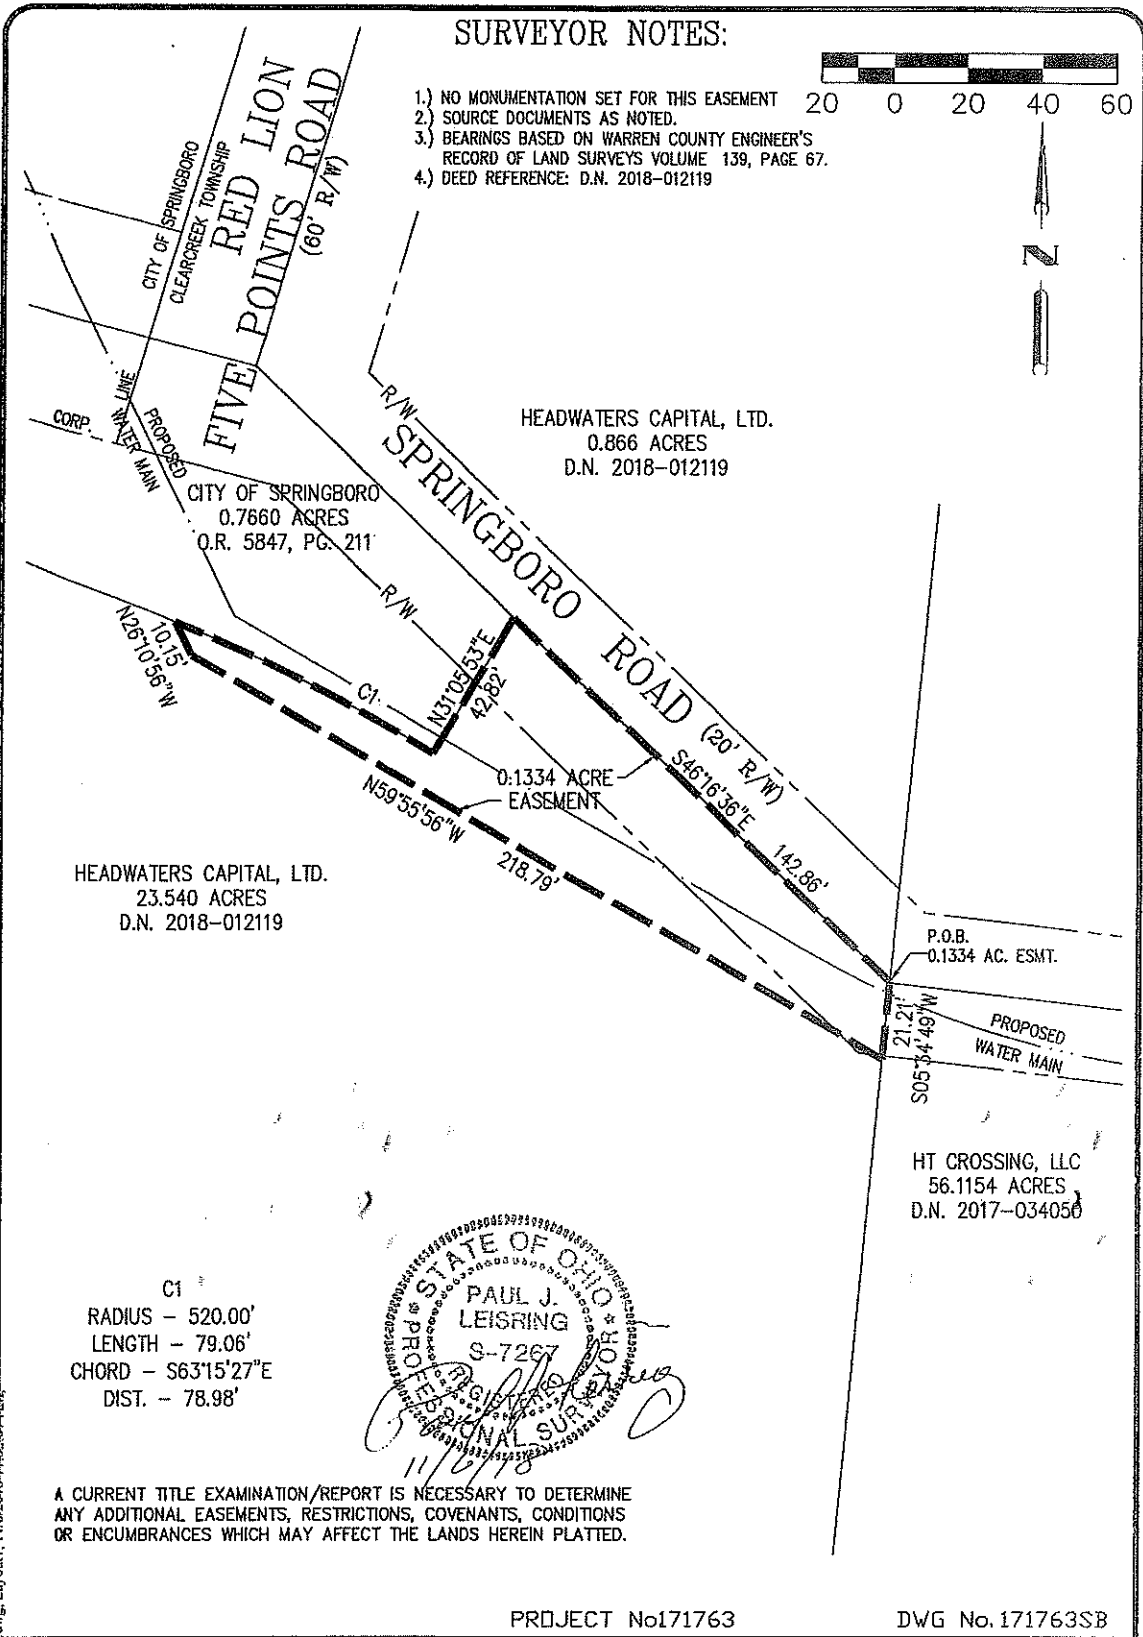 SURVEYOR NOTES:
1.) NO MONUMENTATION SET FOR THIS EASEMENT
2.) SOURCE DOCUMENTS AS NOTED.
3.) BEARINGS BASED ON WARREN COUNTY ENGINEER'S
RECORD OF LAND SURVEYS VOLUME 139, PAGE 67.
4.) DEED REFERENCE: D.N. 2018-012119
20 0 20 40 60
N
CITY OF SPRINGBORO
CLEARCREEK TOWNSHIP
RED LION
FIVE POINTS ROAD
(60' R/W)
CORP. LINE
PROPOSED
WATER MAIN
R/W
HEADWATERS CAPITAL, LTD.
0.866 ACRES
D.N. 2018-012119
CITY OF SPRINGBORO
0.7660 ACRES
O.R. 5847, PG. 211
R/W
SPRINGBORO ROAD (20' R/W)
N26°10'56"W
10.15'
C1
N31°05'53"E
42.82'
0.1334 ACRE
EASEMENT
S46°16'36"E
142.86'
N59°55'56"W
218.79'
HEADWATERS CAPITAL, LTD.
23.540 ACRES
D.N. 2018-012119
P.O.B.
0.1334 AC. ESMT.
21.21'
S05°34'49"W
PROPOSED
WATER MAIN
HT CROSSING, LLC
56.1154 ACRES
D.N. 2017-034050
C1
RADIUS - 520.00'
LENGTH - 79.06'
CHORD - S63°15'27"E
DIST. - 78.98'
STATE OF OHIO
PAUL J.
LEISRING
S-7267
REGISTERED
PROFESSIONAL SURVEYOR
A CURRENT TITLE EXAMINATION/REPORT IS NECESSARY TO DETERMINE
ANY ADDITIONAL EASEMENTS, RESTRICTIONS, COVENANTS, CONDITIONS
OR ENCUMBRANCES WHICH MAY AFFECT THE LANDS HEREIN PLATTED.
PROJECT No171763
DWG No. 171763SB